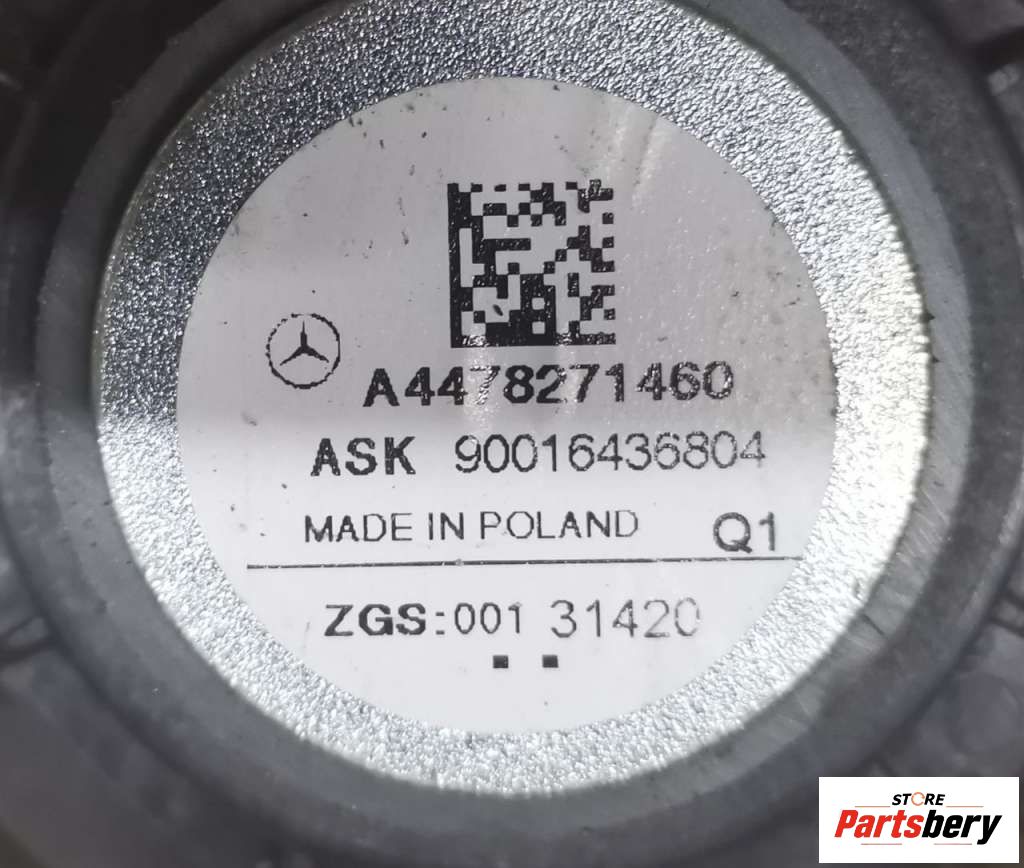 A4478271460
ASK 90016436804
MADE IN POLAND Q1
ZGS:001 31420
STORE
Partsbery